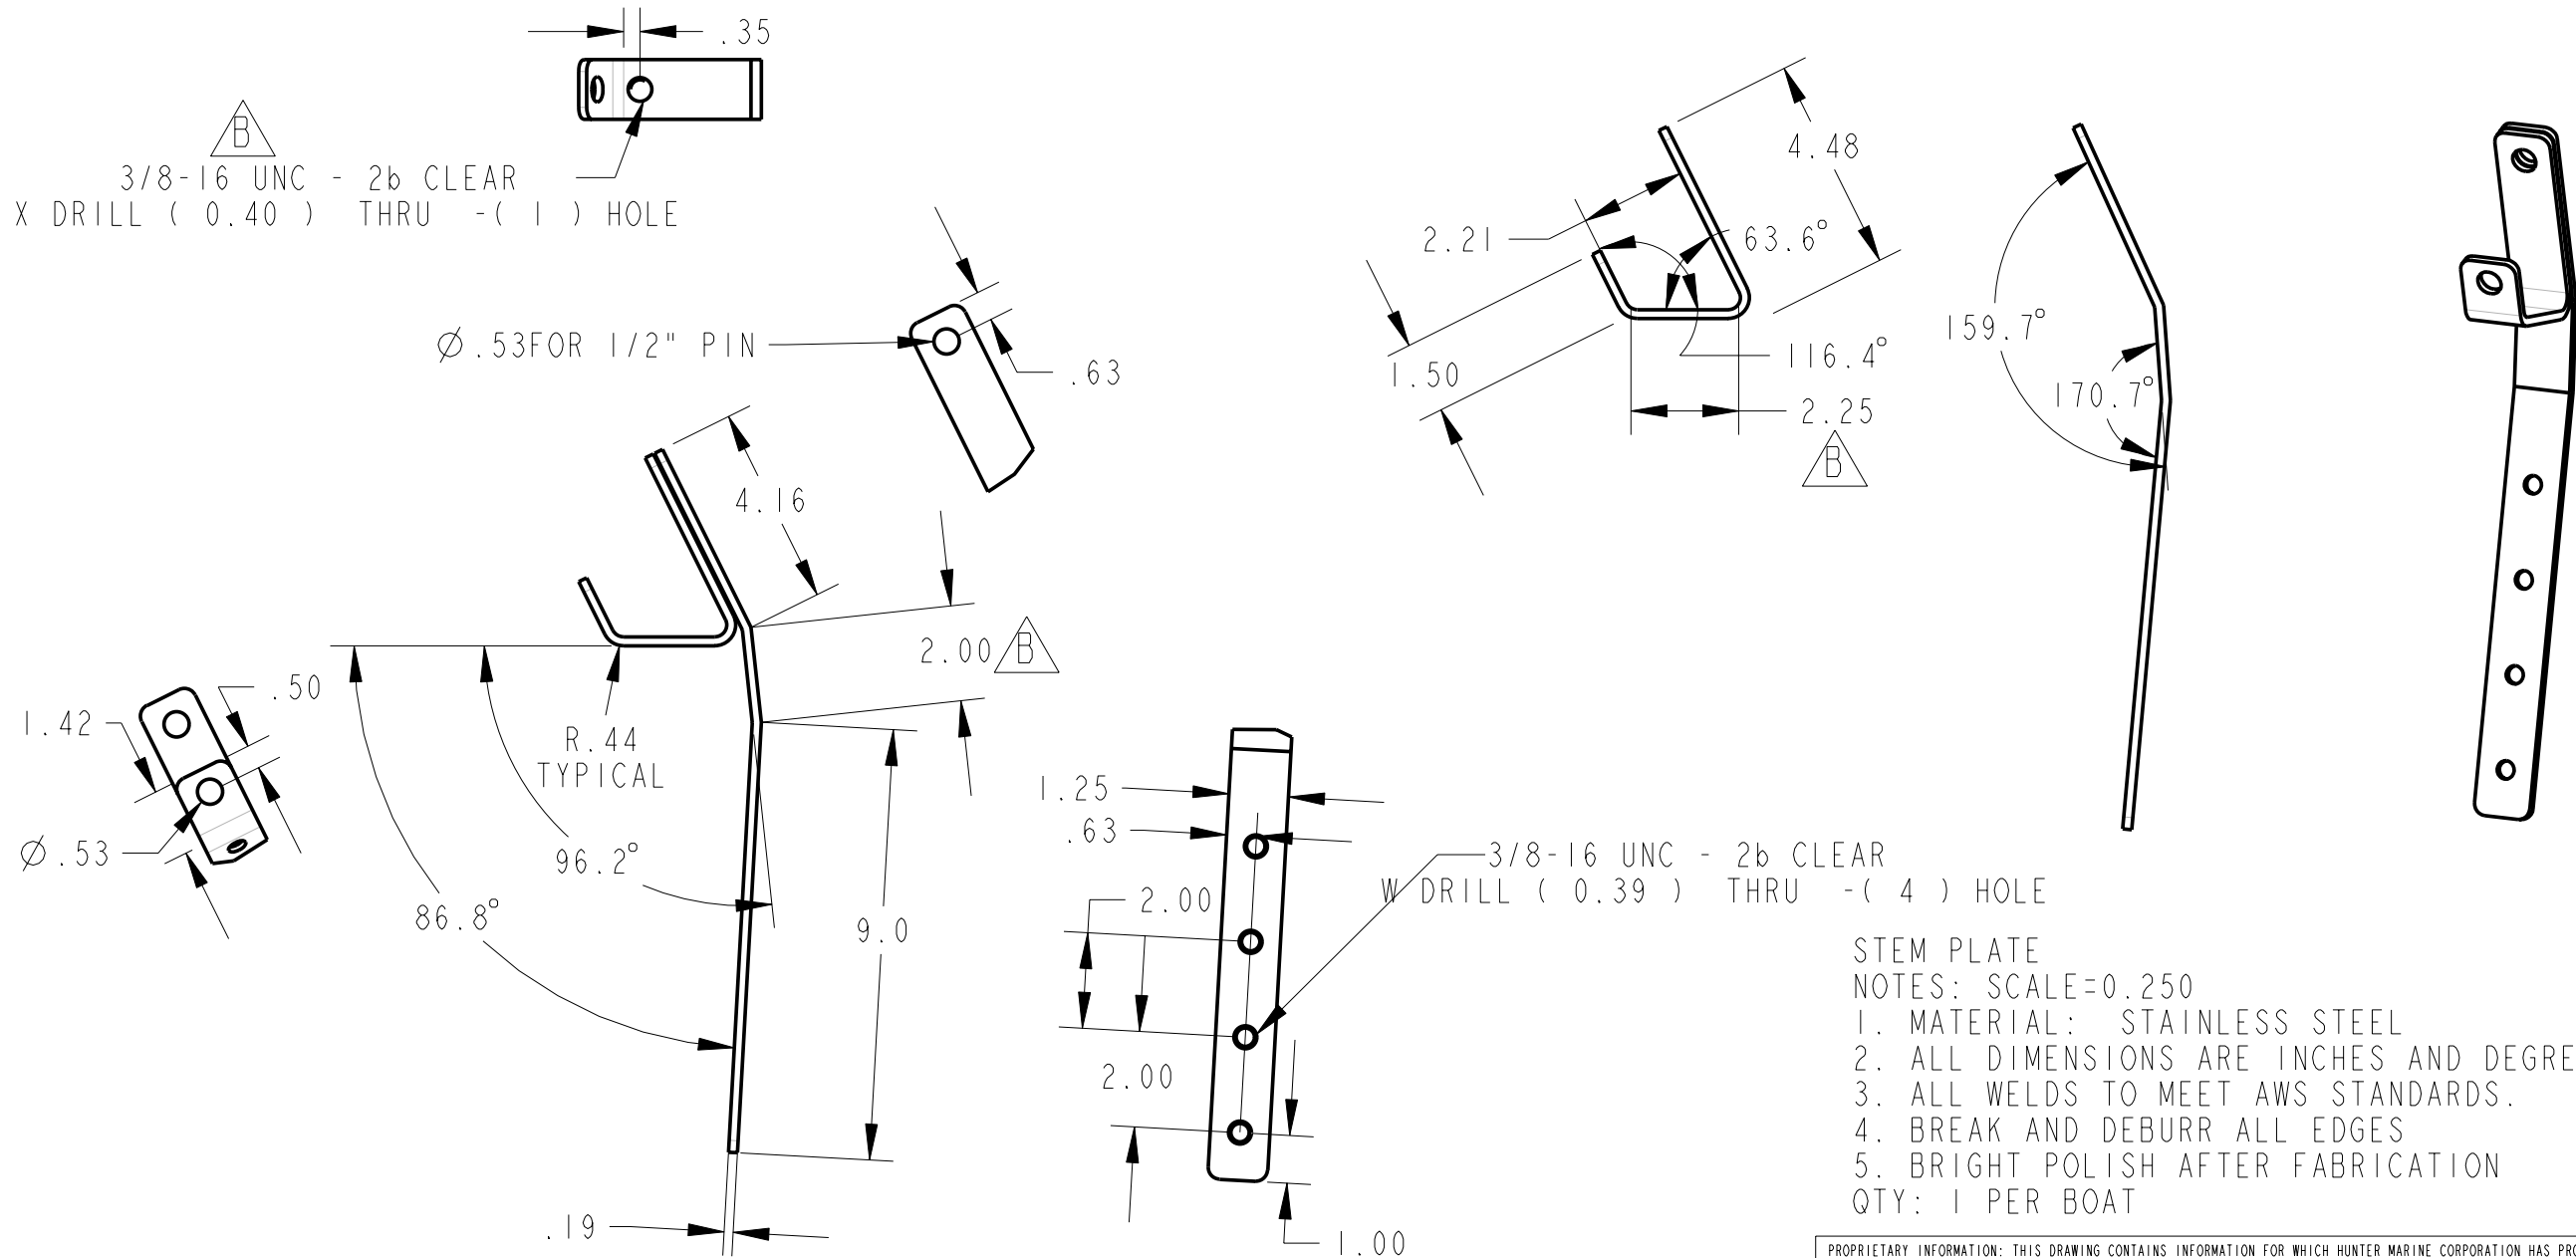 .35
B
3/8-16 UNC - 2b CLEAR
X DRILL ( 0.40 ) THRU -( 1 ) HOLE
Ø.53FOR 1/2" PIN
.63
4.16
2.00
B
.50
1.42
Ø.53
R.44
TYPICAL
96.2°
86.8°
9.0
.19
4.48
2.21
63.6°
1.50
116.4°
2.25
B
159.7°
170.7°
1.25
.63
2.00
2.00
1.00
3/8-16 UNC - 2b CLEAR
W DRILL ( 0.39 ) THRU -( 4 ) HOLE
STEM PLATE
NOTES: SCALE=0.250
1. MATERIAL: STAINLESS STEEL
2. ALL DIMENSIONS ARE INCHES AND DEGRE
3. ALL WELDS TO MEET AWS STANDARDS.
4. BREAK AND DEBURR ALL EDGES
5. BRIGHT POLISH AFTER FABRICATION
QTY: 1 PER BOAT
PROPRIETARY INFORMATION: THIS DRAWING CONTAINS INFORMATION FOR WHICH HUNTER MARINE CORPORATION HAS PRO